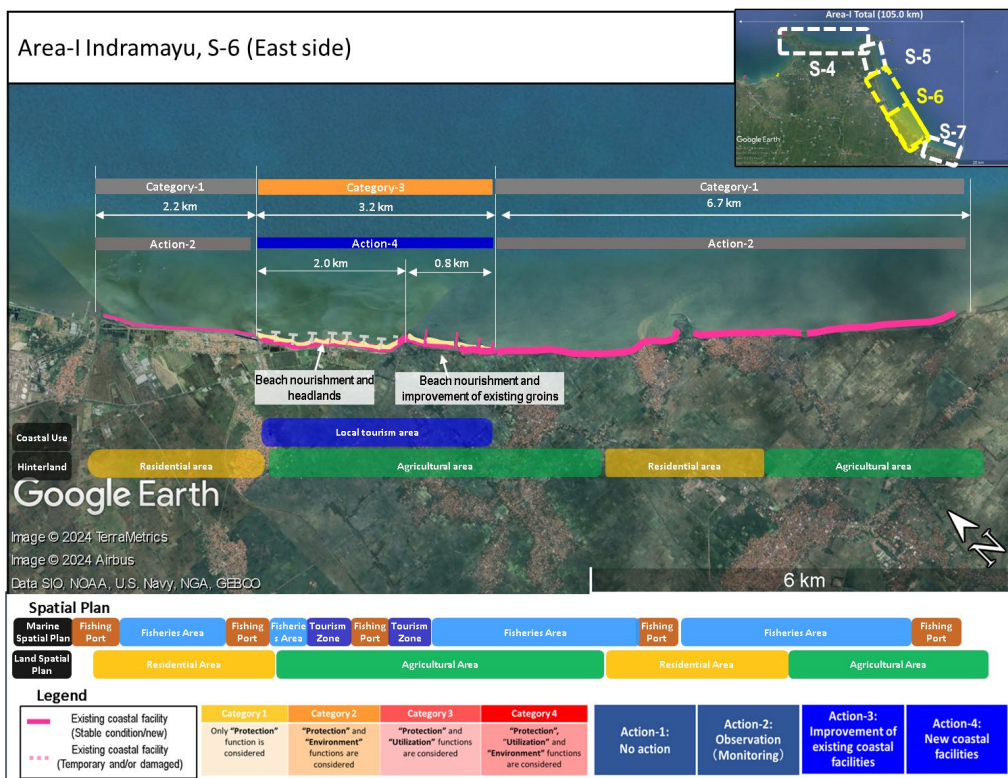 Area-I Indramayu, S-6 (East side)
Area-I Total (105.0 km)
S-4
S-5
S-6
S-7
Google Earth
Category-1
Category-3
Category-1
2.2 km
3.2 km
6.7 km
Action-2
Action-4
Action-2
2.0 km
0.8 km
Beach nourishment and
headlands
Beach nourishment and
improvement of existing groins
Coastal Use
Local tourism area
Hinterland
Residential area
Agricultural area
Residential area
Agricultural area
Google Earth
Image © 2024 TerraMetrics
Image © 2024 Airbus
Data SIO, NOAA, U.S. Navy, NGA, GEBCO
6 km
N
Spatial Plan
Marine
Spatial Plan
Fishing
Port
Fisheries Area
Fishing
Port
Fisherie
s Area
Tourism
Zone
Fishing
Port
Tourism
Zone
Fisheries Area
Fishing
Port
Fisheries Area
Fishing
Port
Land Spatial
Plan
Residential Area
Agricultural Area
Residential Area
Agricultural Area
Legend
Existing coastal facility
(Stable condition/new)
Existing coastal facility
(Temporary and/or damaged)
Category 1
Only "Protection"
function is
considered
Category 2
"Protection" and
"Environment"
functions are
considered
Category 3
"Protection" and
"Utilization" functions
are considered
Category 4
"Protection",
"Utilization" and
"Environment" functions
are considered
Action-1:
No action
Action-2:
Observation
(Monitoring)
Action-3:
Improvement of
existing coastal
facilities
Action-4:
New coastal
facilities